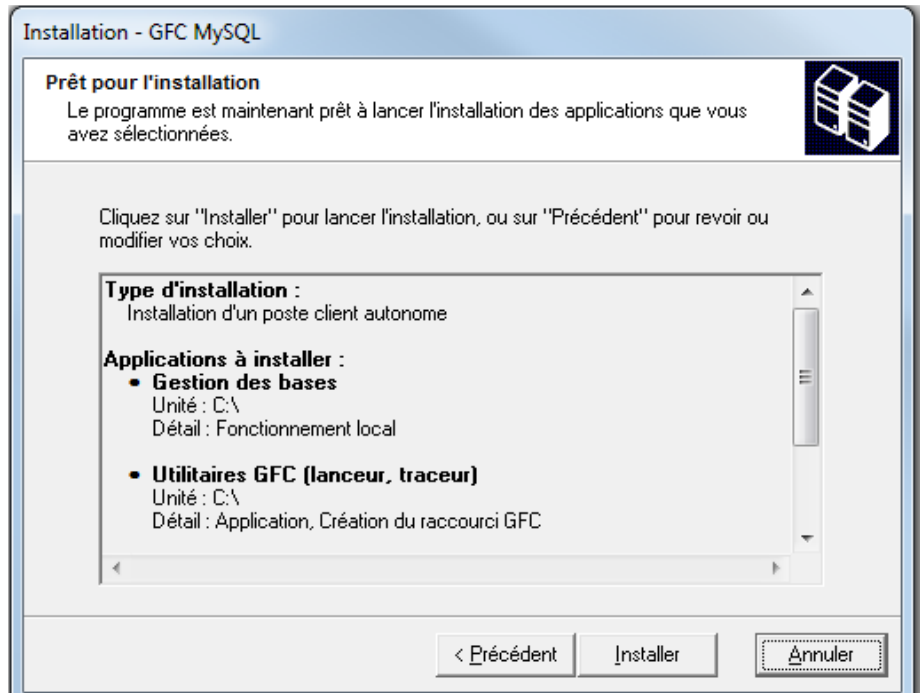 Installation - GFC MySQL
Prêt pour l'installation
Le programme est maintenant prêt à lancer l'installation des applications que vous
avez sélectionnées.
Cliquez sur "Installer" pour lancer l'installation, ou sur "Précédent" pour revoir ou
modifier vos choix.
Type d'installation :
Installation d'un poste client autonome
Applications à installer :
• Gestion des bases
Unité : C:\
Détail : Fonctionnement local
• Utilitaires GFC (lanceur, traceur)
Unité : C:\
Détail : Application, Création du raccourci GFC
< Précédent
Installer
Annuler